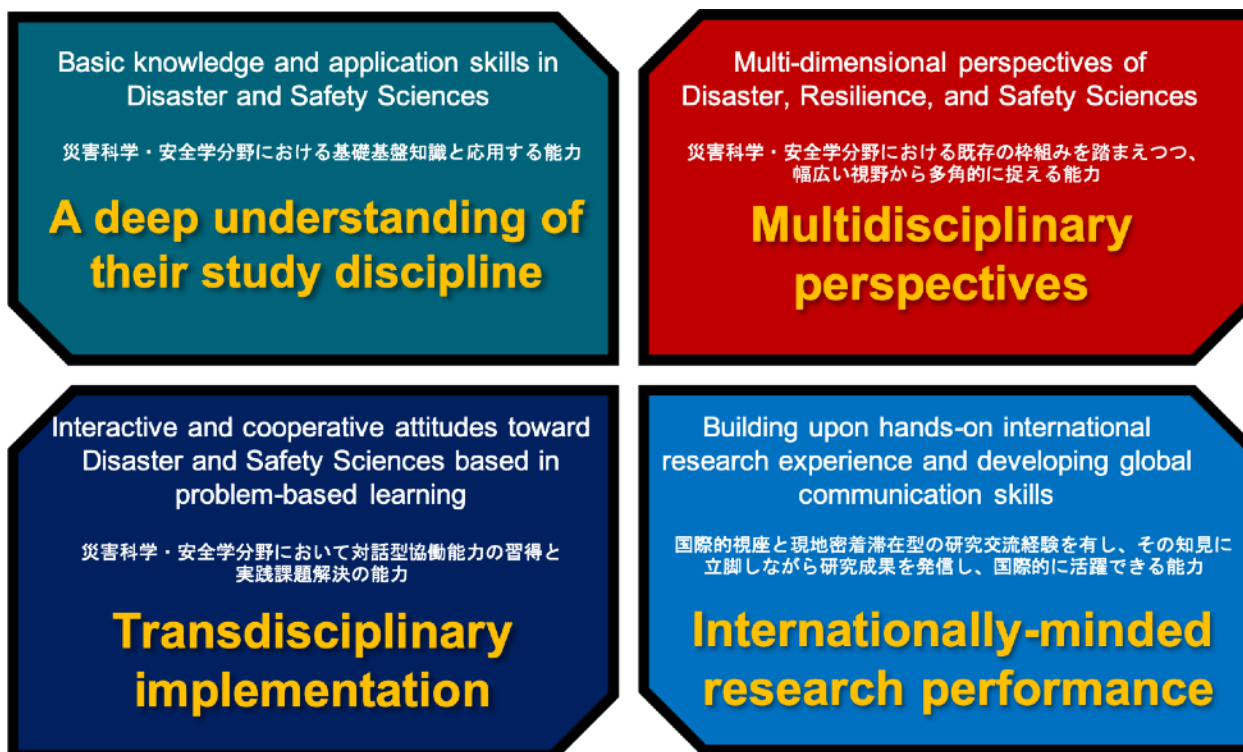 Basic knowledge and application skills in
Disaster and Safety Sciences
災害科学・安全学分野における基礎基盤知識と応用する能力
A deep understanding of
their study discipline
Multi-dimensional perspectives of
Disaster, Resilience, and Safety Sciences
災害科学・安全学分野における既存の枠組みを踏まえつつ、
幅広い視野から多角的に捉える能力
Multidisciplinary
perspectives
Interactive and cooperative attitudes toward
Disaster and Safety Sciences based in
problem-based learning
災害科学・安全学分野において対話型協働能力の習得と
実践課題解決の能力
Transdisciplinary
implementation
Building upon hands-on international
research experience and developing global
communication skills
国際的視座と現地密着滞在型の研究交流経験を有し、その知見に
立脚しながら研究成果を発信し、国際的に活躍できる能力
Internationally-minded
research performance